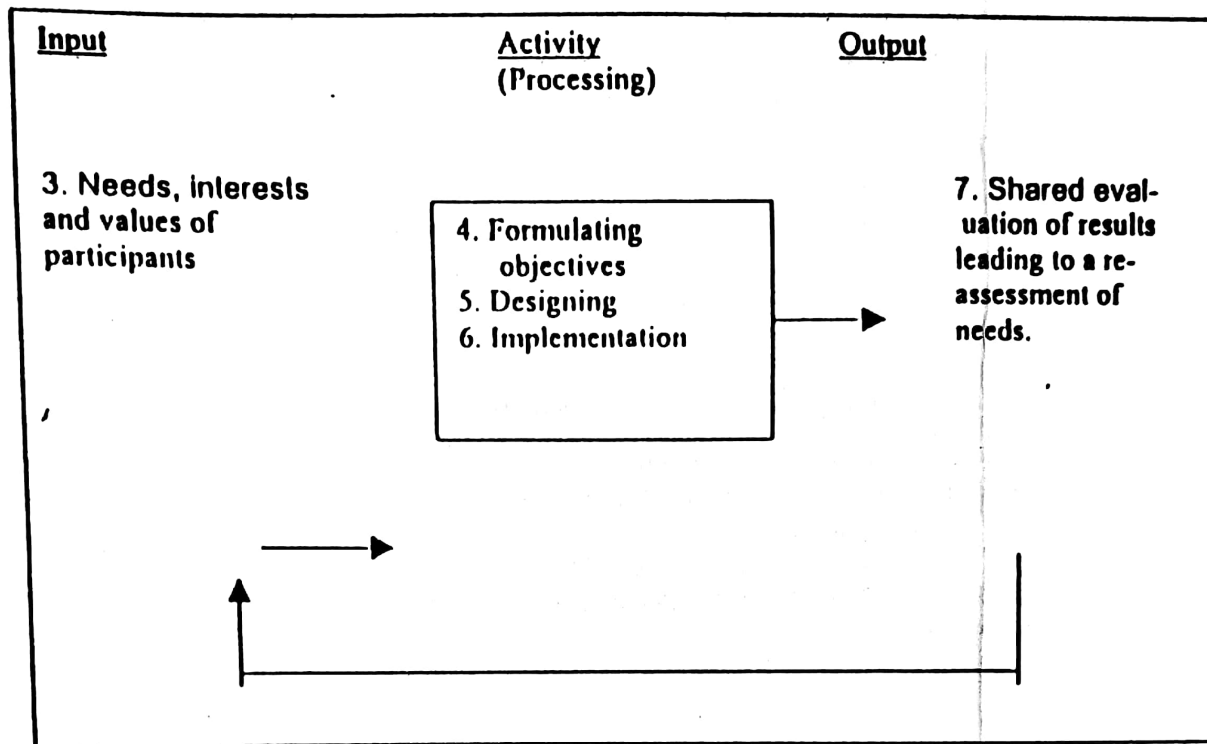 Input
Activity
(Processing)
Output
3. Needs, interests
and values of
participants
4. Formulating
objectives
5. Designing
6. Implementation
7. Shared eval-
uation of results
leading to a re-
assessment of
needs.